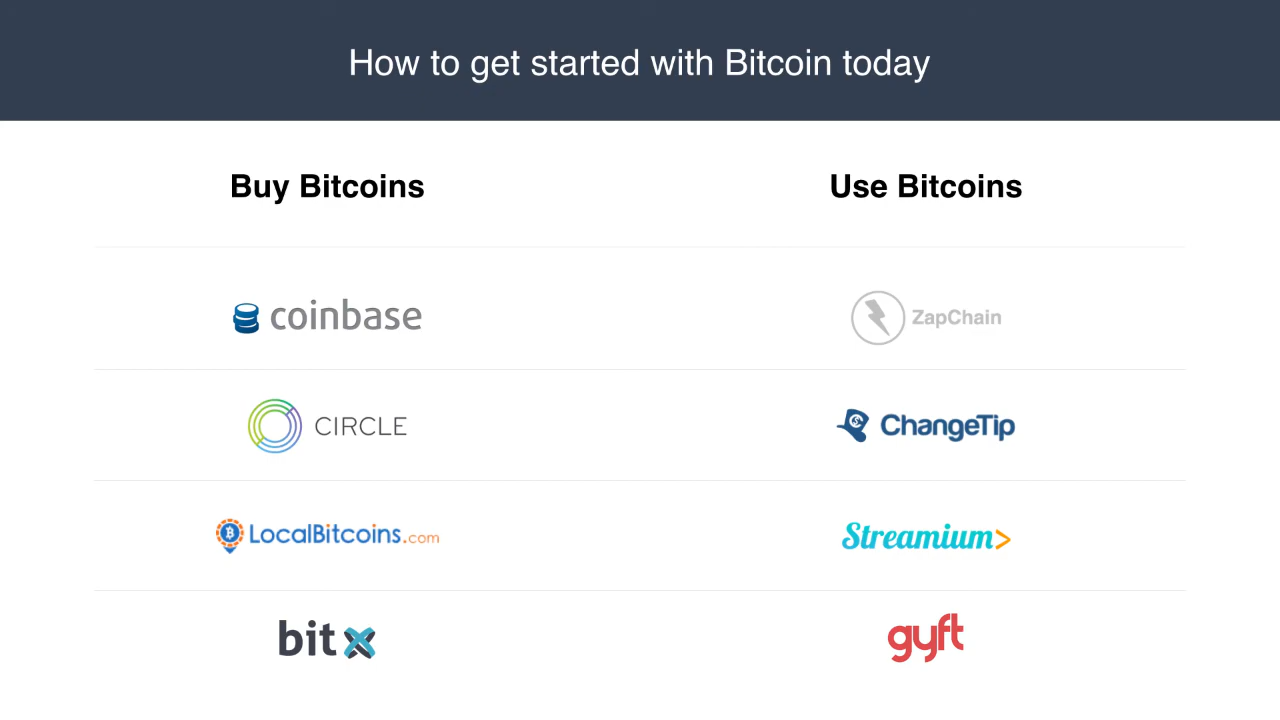 How to get started with Bitcoin today
Buy Bitcoins
Use Bitcoins
coinbase
ZapChain
CIRCLE
ChangeTip
LocalBitcoins.com
Streamium>
bitx
gyft